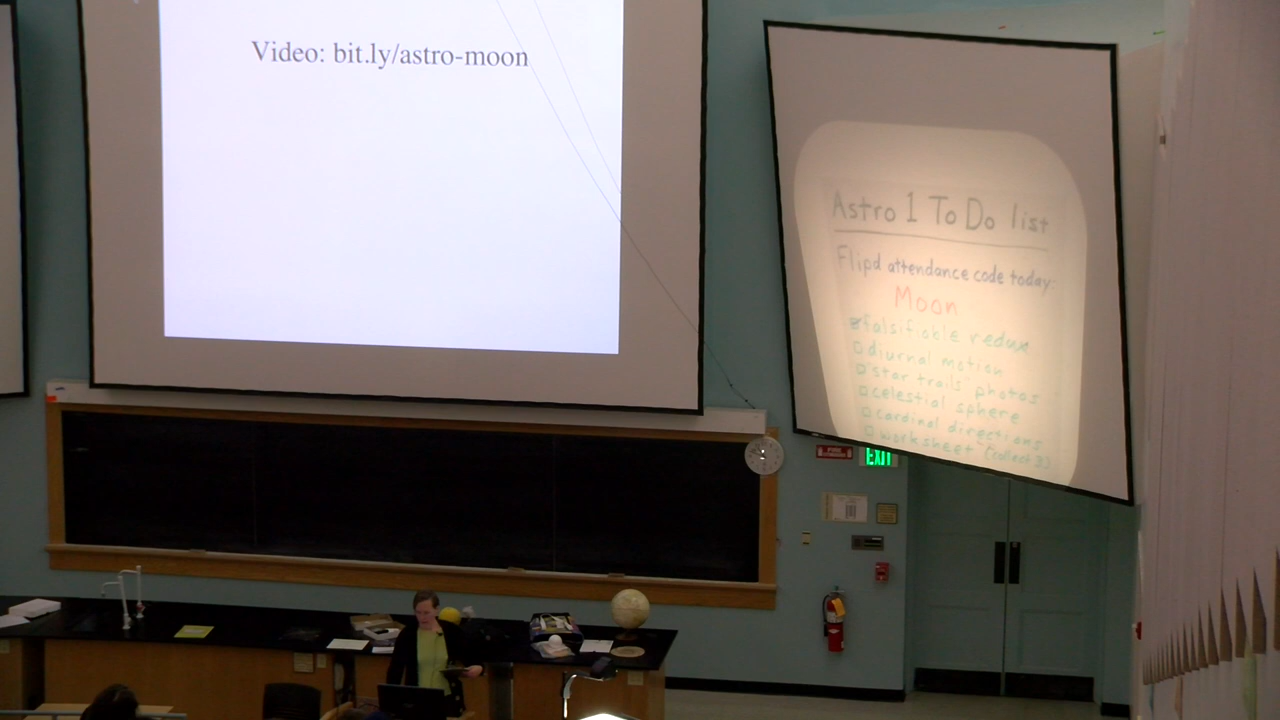 Video: bit.ly/astro-moon
Astro 1 To Do list
Flipd attendance code today:
Moon
falsifiable redux
diurnal motion
"star trails" photos
celestial sphere
cardinal directions
worksheet (collect 3)
EXIT